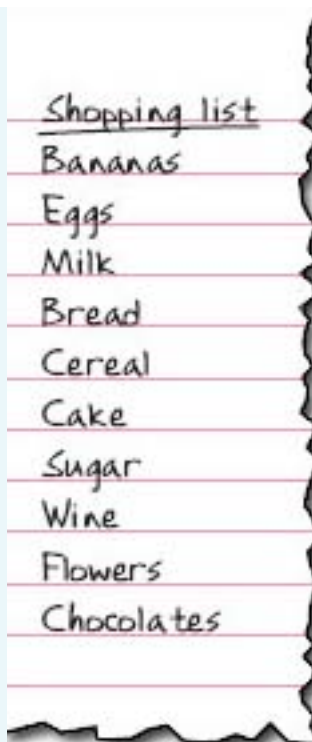 Shopping list
Bananas
Eggs
Milk
Bread
Cereal
Cake
Sugar
Wine
Flowers
Chocolates